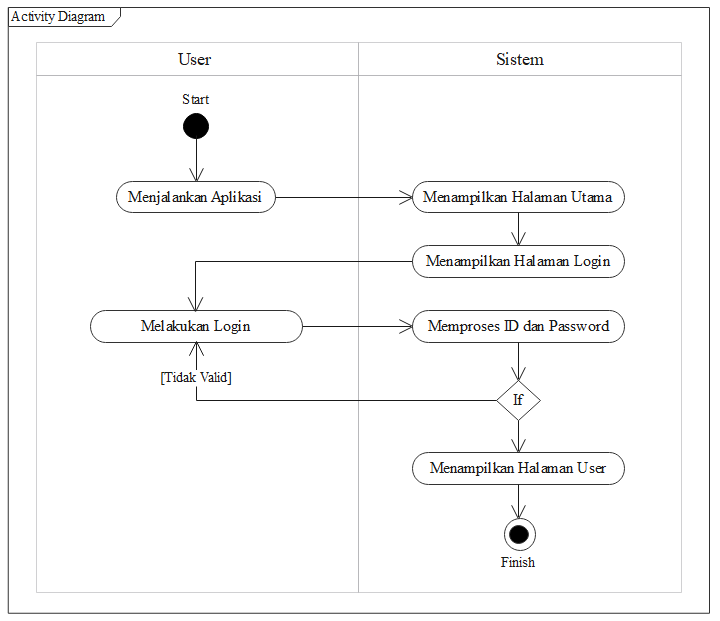 Activity Diagram
User
Sistem
Start
Menjalankan Aplikasi
Menampilkan Halaman Utama
Menampilkan Halaman Login
Melakukan Login
Memproses ID dan Password
[Tidak Valid]
If
Menampilkan Halaman User
Finish